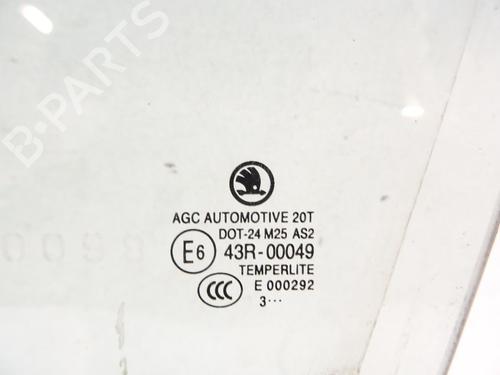 B-PARTS
AGC AUTOMOTIVE 20T
DOT-24 M25 AS2
E6 43R-00049
TEMPERLITE
CCC E 000292
3···